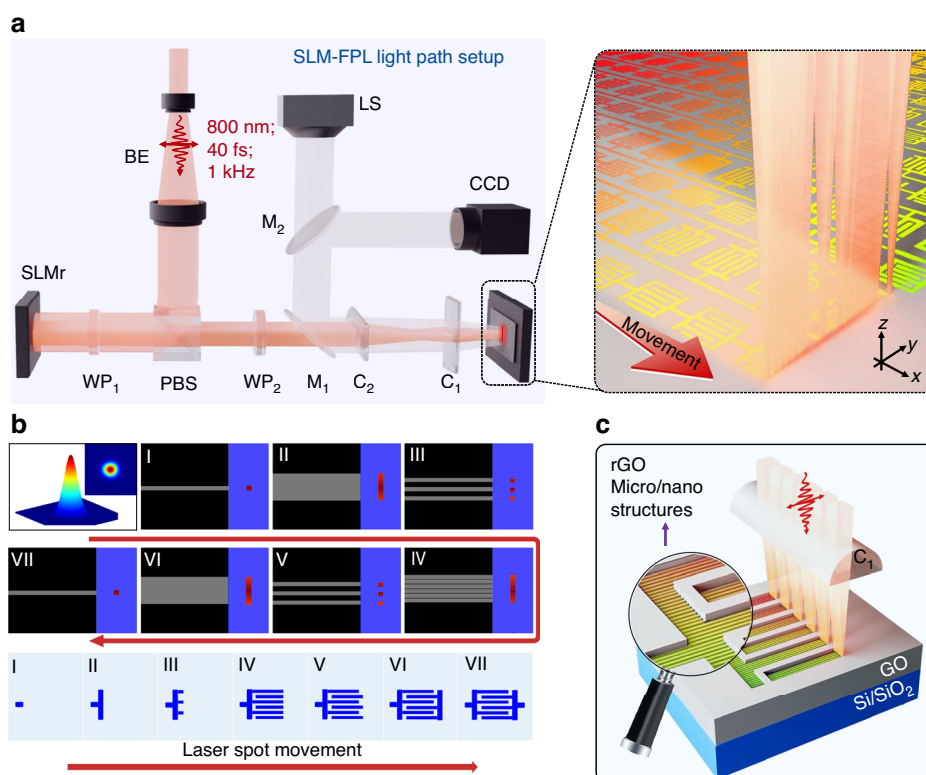 a
SLM-FPL light path setup
LS
BE
800 nm;
40 fs;
1 kHz
CCD
M2
SLMr
WP1
PBS
WP2
M1
C2
C1
Movement
z
y
x
b
I
II
III
VII
VI
V
IV
I
II
III
IV
V
VI
VII
Laser spot movement
c
rGO
Micro/nano
structures
C1
GO
Si/SiO2